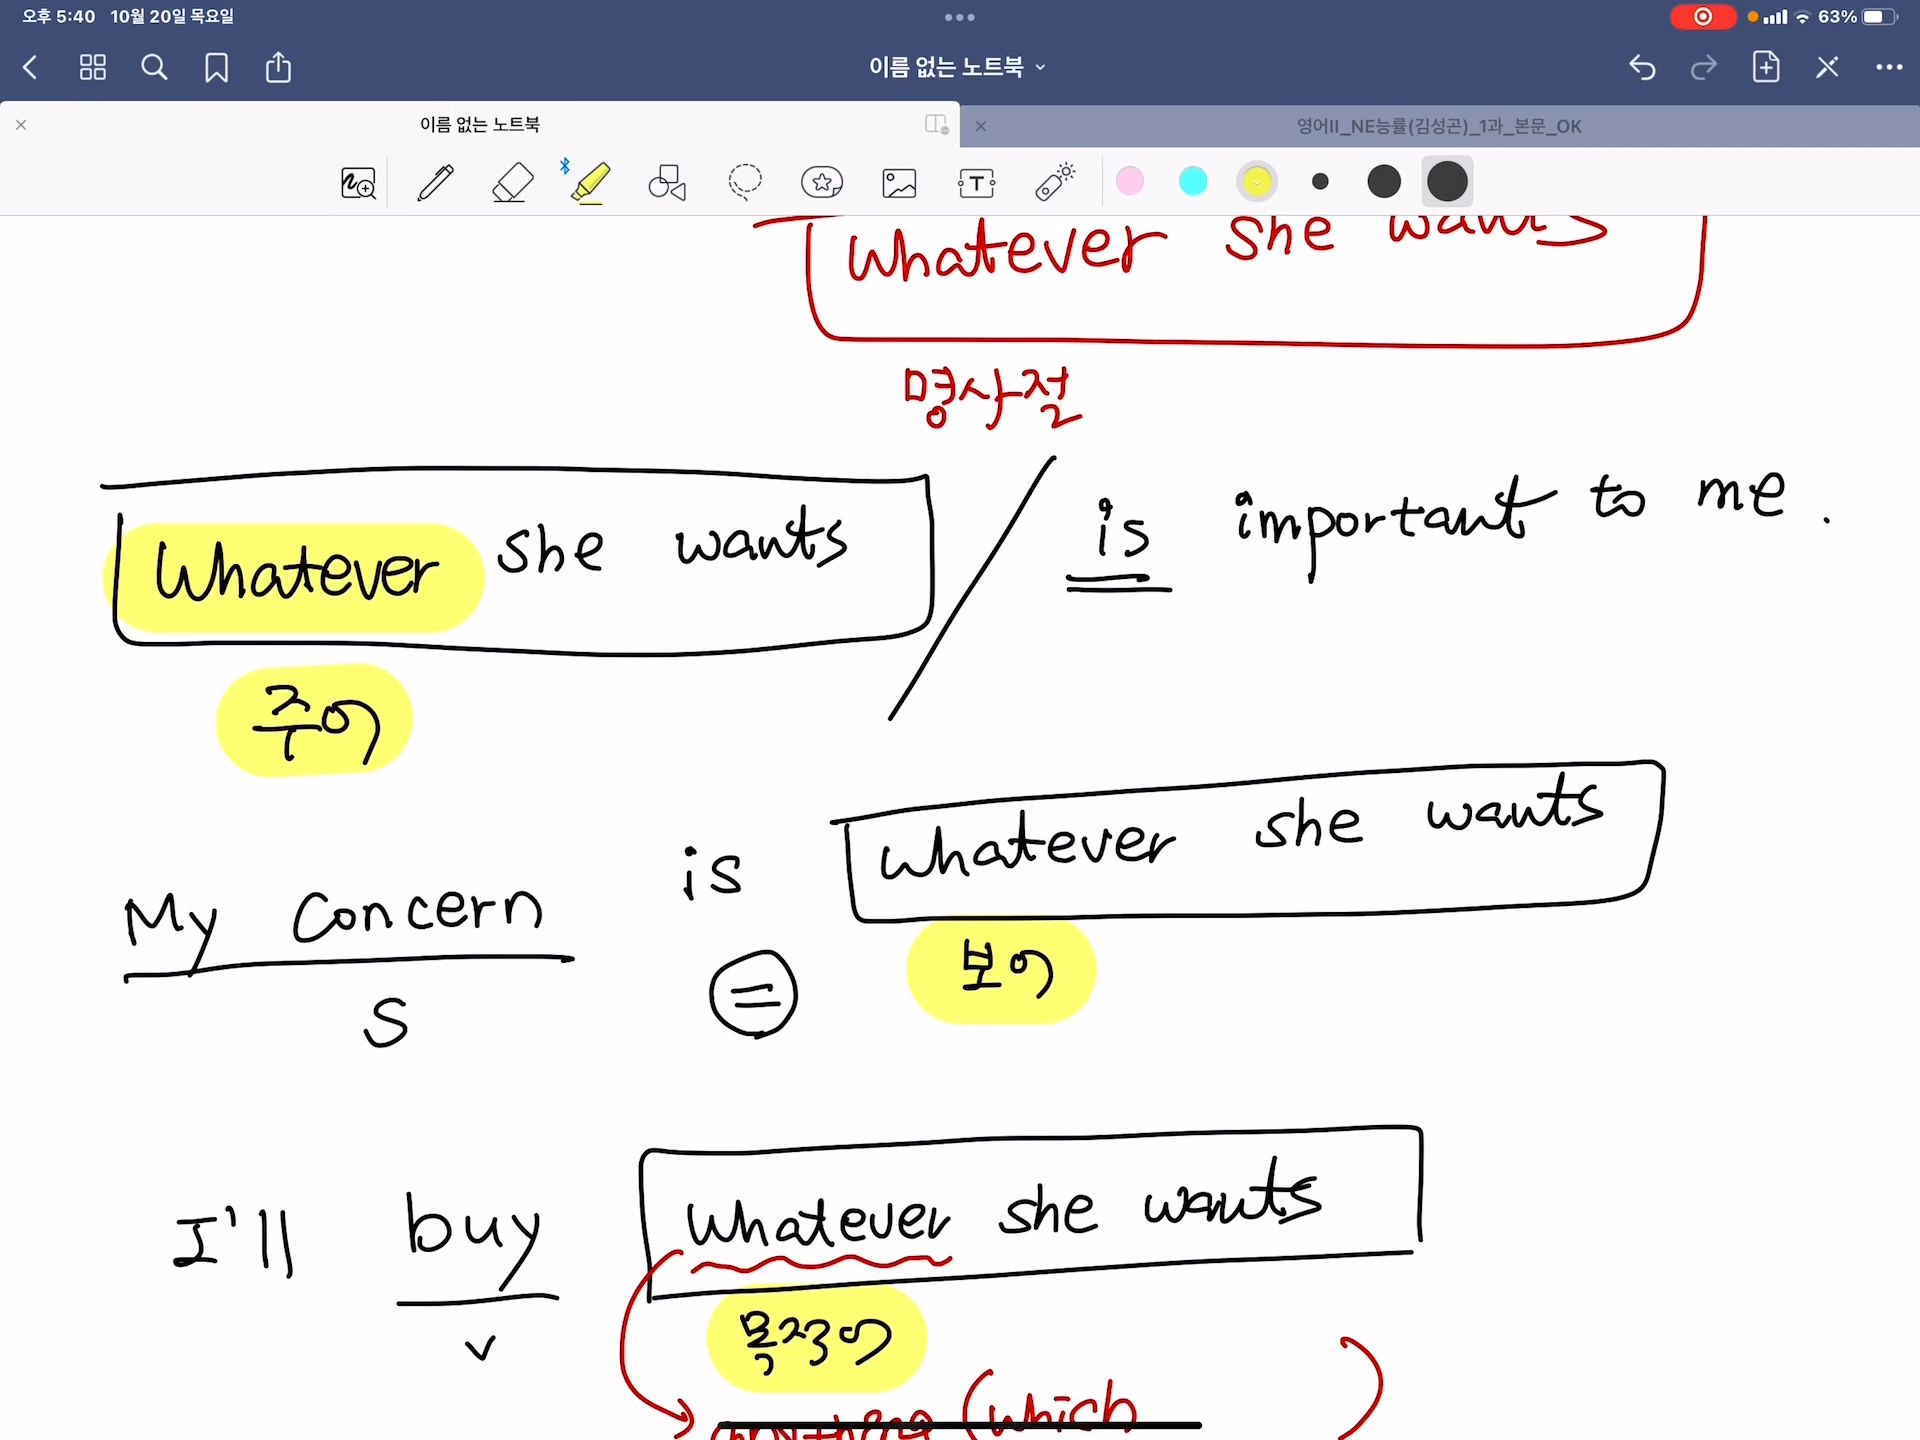 오후 5:40 10월 20일 목요일 63%
이름 없는 노트북
이름 없는 노트북 영어II_NE능률(김성곤)_1과_본문_OK
Whatever she wants
명사절
Whatever she wants / is important to me.
주어
My concern is whatever she wants
S = 보어
I'll buy whatever she wants
v 목적어
anything (which )